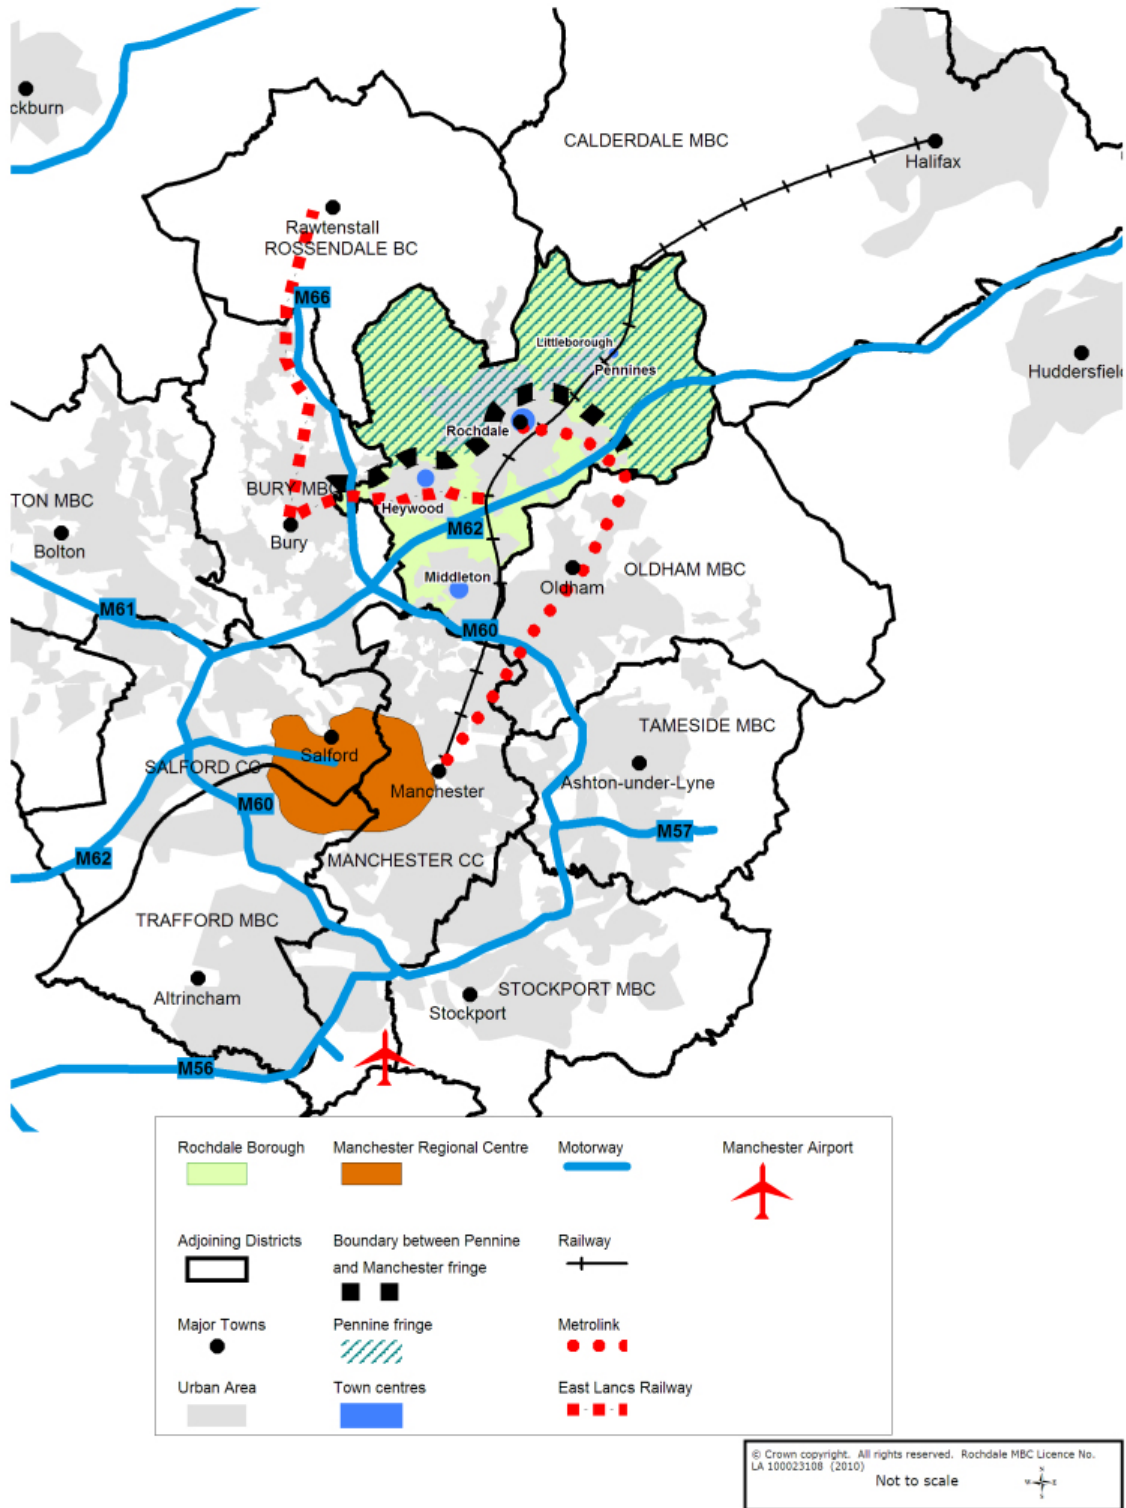 ckburn
CALDERDALE MBC
Halifax
Rawtenstall
ROSSENDALE BC
M66
Littleborough
Pennines
Huddersfield
Rochdale
BURY MBC
TON MBC
Heywood
M62
Bury
Bolton
Middleton
OLDHAM MBC
Oldham
M61
M60
TAMESIDE MBC
Salford
SALFORD CC
Ashton-under-Lyne
Manchester
M60
M57
M62
MANCHESTER CC
TRAFFORD MBC
Altrincham
STOCKPORT MBC
Stockport
M56
Rochdale Borough
Manchester Regional Centre
Motorway
Manchester Airport
Adjoining Districts
Boundary between Pennine
and Manchester fringe
Railway
Major Towns
Pennine fringe
Metrolink
Urban Area
Town centres
East Lancs Railway
© Crown copyright. All rights reserved. Rochdale MBC Licence No.
LA 100023108 (2010)
Not to scale
N
W E
S